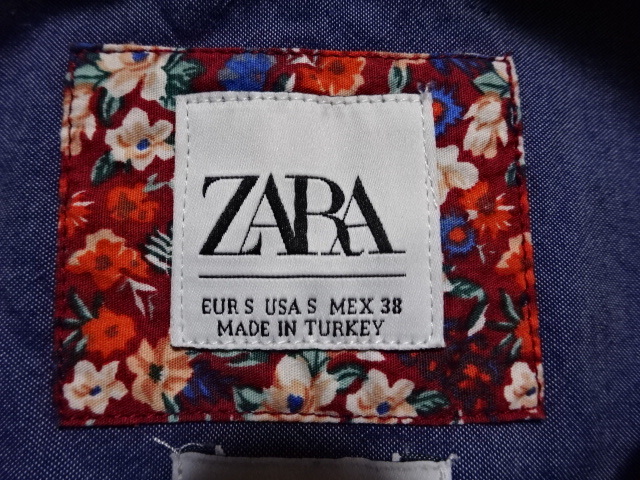 ZARA
EUR S USA S MEX 38
MADE IN TURKEY